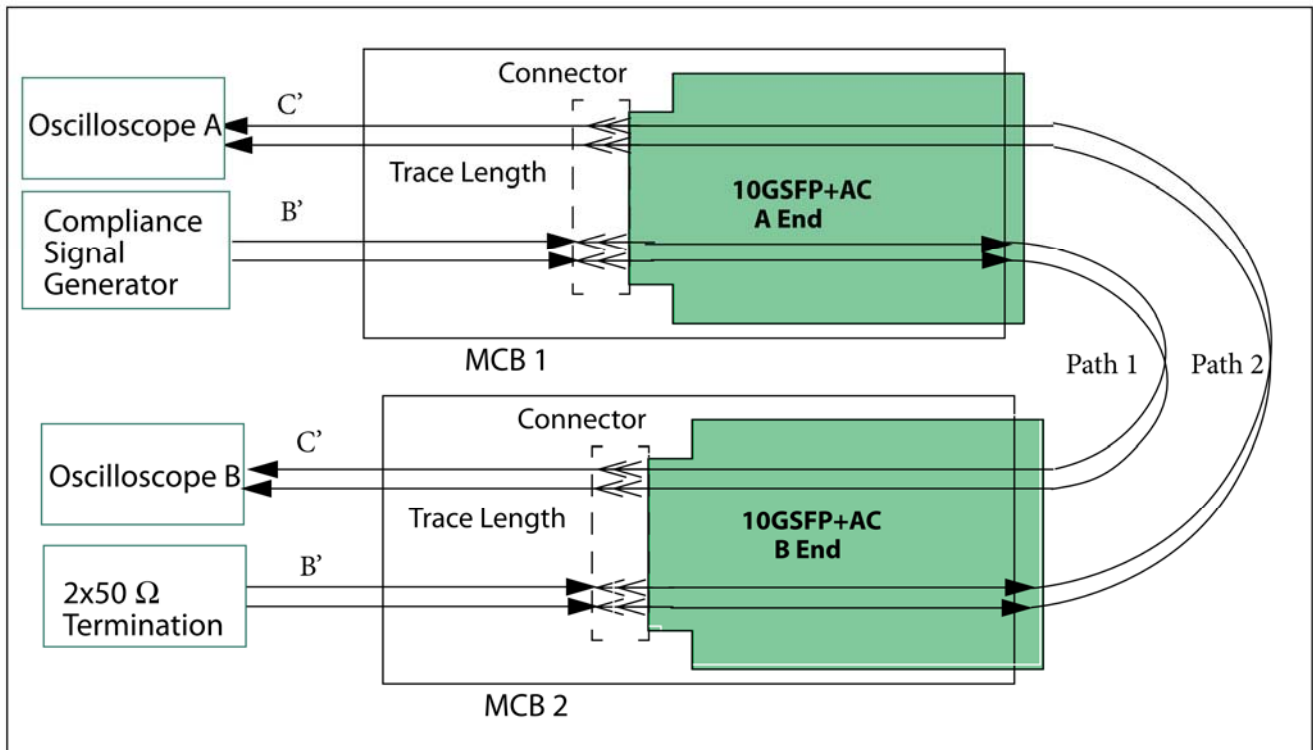 Connector
C’
Oscilloscope A
Trace Length
10GSFP+AC
A End
B’
Compliance
Signal
Generator
MCB 1
Path 1
Path 2
Connector
C’
Oscilloscope B
Trace Length
10GSFP+AC
B End
B’
2x50 Ω
Termination
MCB 2